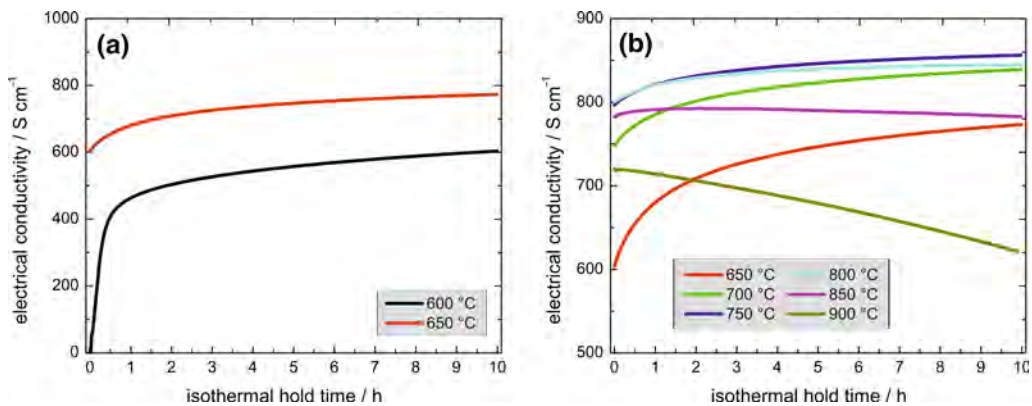 (a)
electrical conductivity / S cm⁻¹
1000
800
600
400
200
0
600 °C
650 °C
0 1 2 3 4 5 6 7 8 9 10
isothermal hold time / h
(b)
electrical conductivity / S cm⁻¹
900
800
700
600
500
650 °C 800 °C
700 °C 850 °C
750 °C 900 °C
0 1 2 3 4 5 6 7 8 9 10
isothermal hold time / h